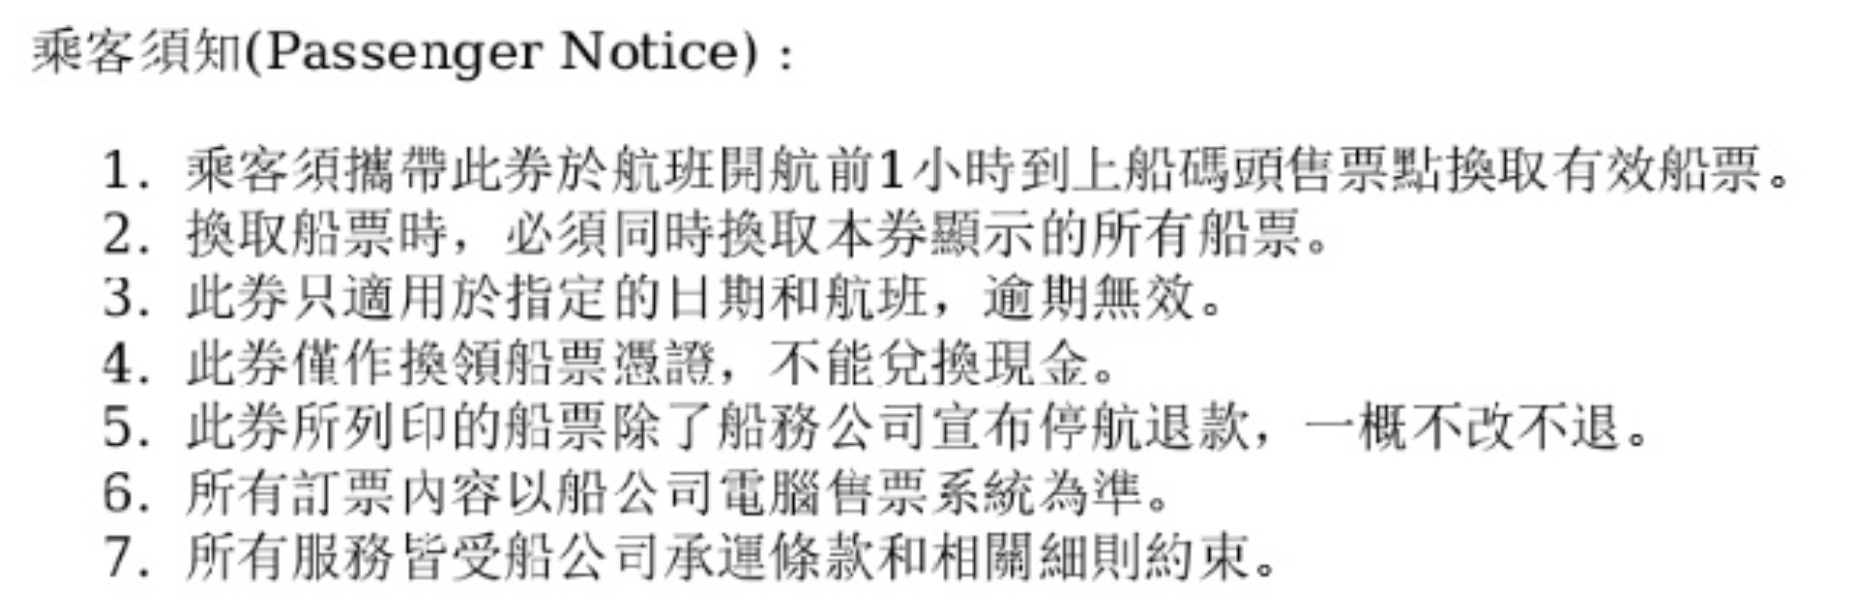 乘客須知(Passenger Notice)：
1. 乘客須攜帶此券於航班開航前1小時到上船碼頭售票點換取有效船票。
2. 換取船票時，必須同時換取本券顯示的所有船票。
3. 此券只適用於指定的日期和航班，逾期無效。
4. 此券僅作換領船票憑證，不能兌換現金。
5. 此券所列印的船票除了船務公司宣布停航退款，一概不改不退。
6. 所有訂票內容以船公司電腦售票系統為準。
7. 所有服務皆受船公司承運條款和相關細則約束。